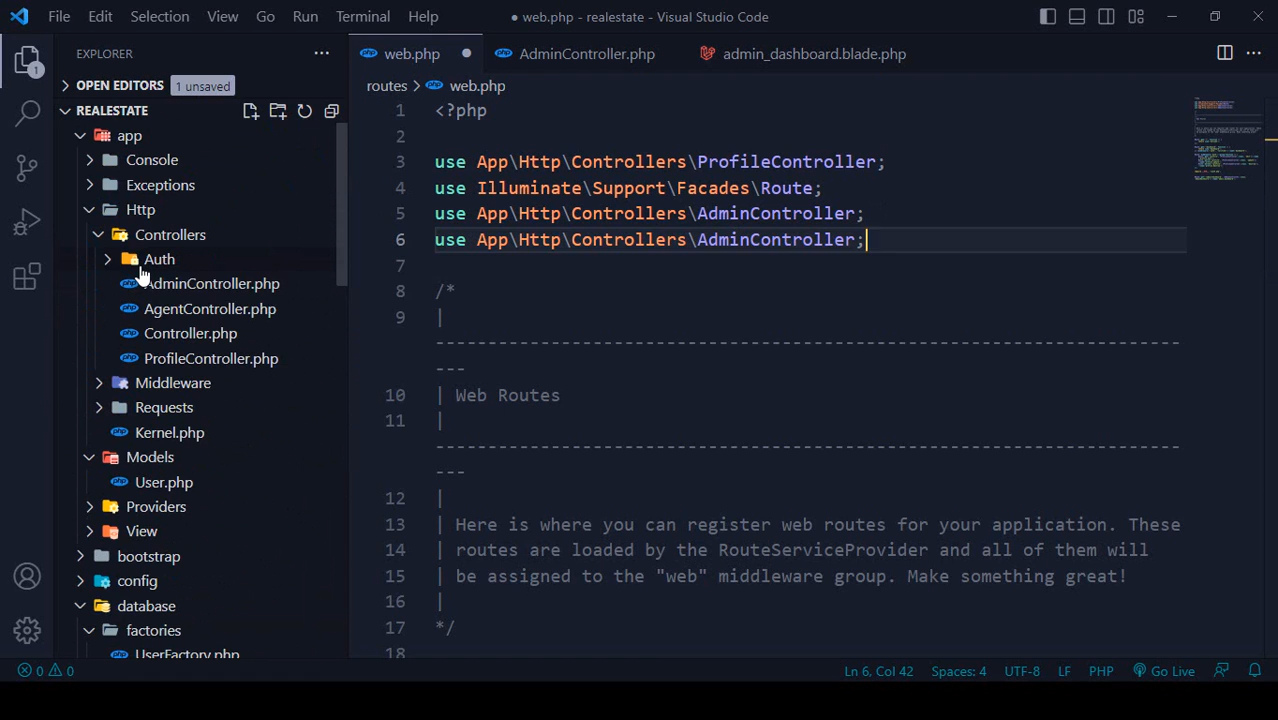 File Edit Selection View Go Run Terminal Help ● web.php - realestate - Visual Studio Code
EXPLORER ...
OPEN EDITORS 1 unsaved
REALESTATE
app
Console
Exceptions
Http
Controllers
Auth
AdminController.php
AgentController.php
Controller.php
ProfileController.php
Middleware
Requests
Kernel.php
Models
User.php
Providers
View
bootstrap
config
database
factories
UserFactory.php
1
web.php ● AdminController.php admin_dashboard.blade.php
routes > web.php
1 <?php
2
3 use App\Http\Controllers\ProfileController;
4 use Illuminate\Support\Facades\Route;
5 use App\Http\Controllers\AdminController;
6 use App\Http\Controllers\AdminController;
7
8 /*
9 |
--------------------------------------------------------------------------
---
10 | Web Routes
11 |
--------------------------------------------------------------------------
---
12 |
13 | Here is where you can register web routes for your application. These
14 | routes are loaded by the RouteServiceProvider and all of them will
15 | be assigned to the "web" middleware group. Make something great!
16 |
17 */
18
0 0 Ln 6, Col 42 Spaces: 4 UTF-8 LF PHP Go Live